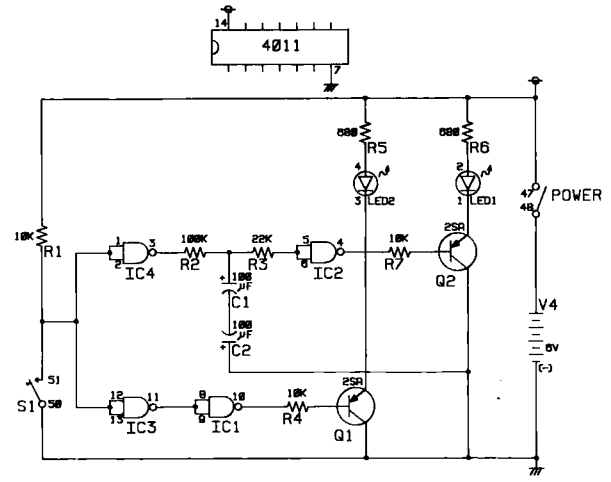 14
4011
7
680
R5
680
R6
4
3 LED2
2
1 LED1
47
48
POWER
10K
R1
1
2
3
IC4
100K
R2
22K
R3
5
6
4
IC2
10K
R7
2SA
Q2
+ 100 µF
C1
100 µF
+ C2
V4
6V
(-)
S1
51
50
12
13
11
IC3
8
9
10
IC1
10K
R4
2SA
Q1